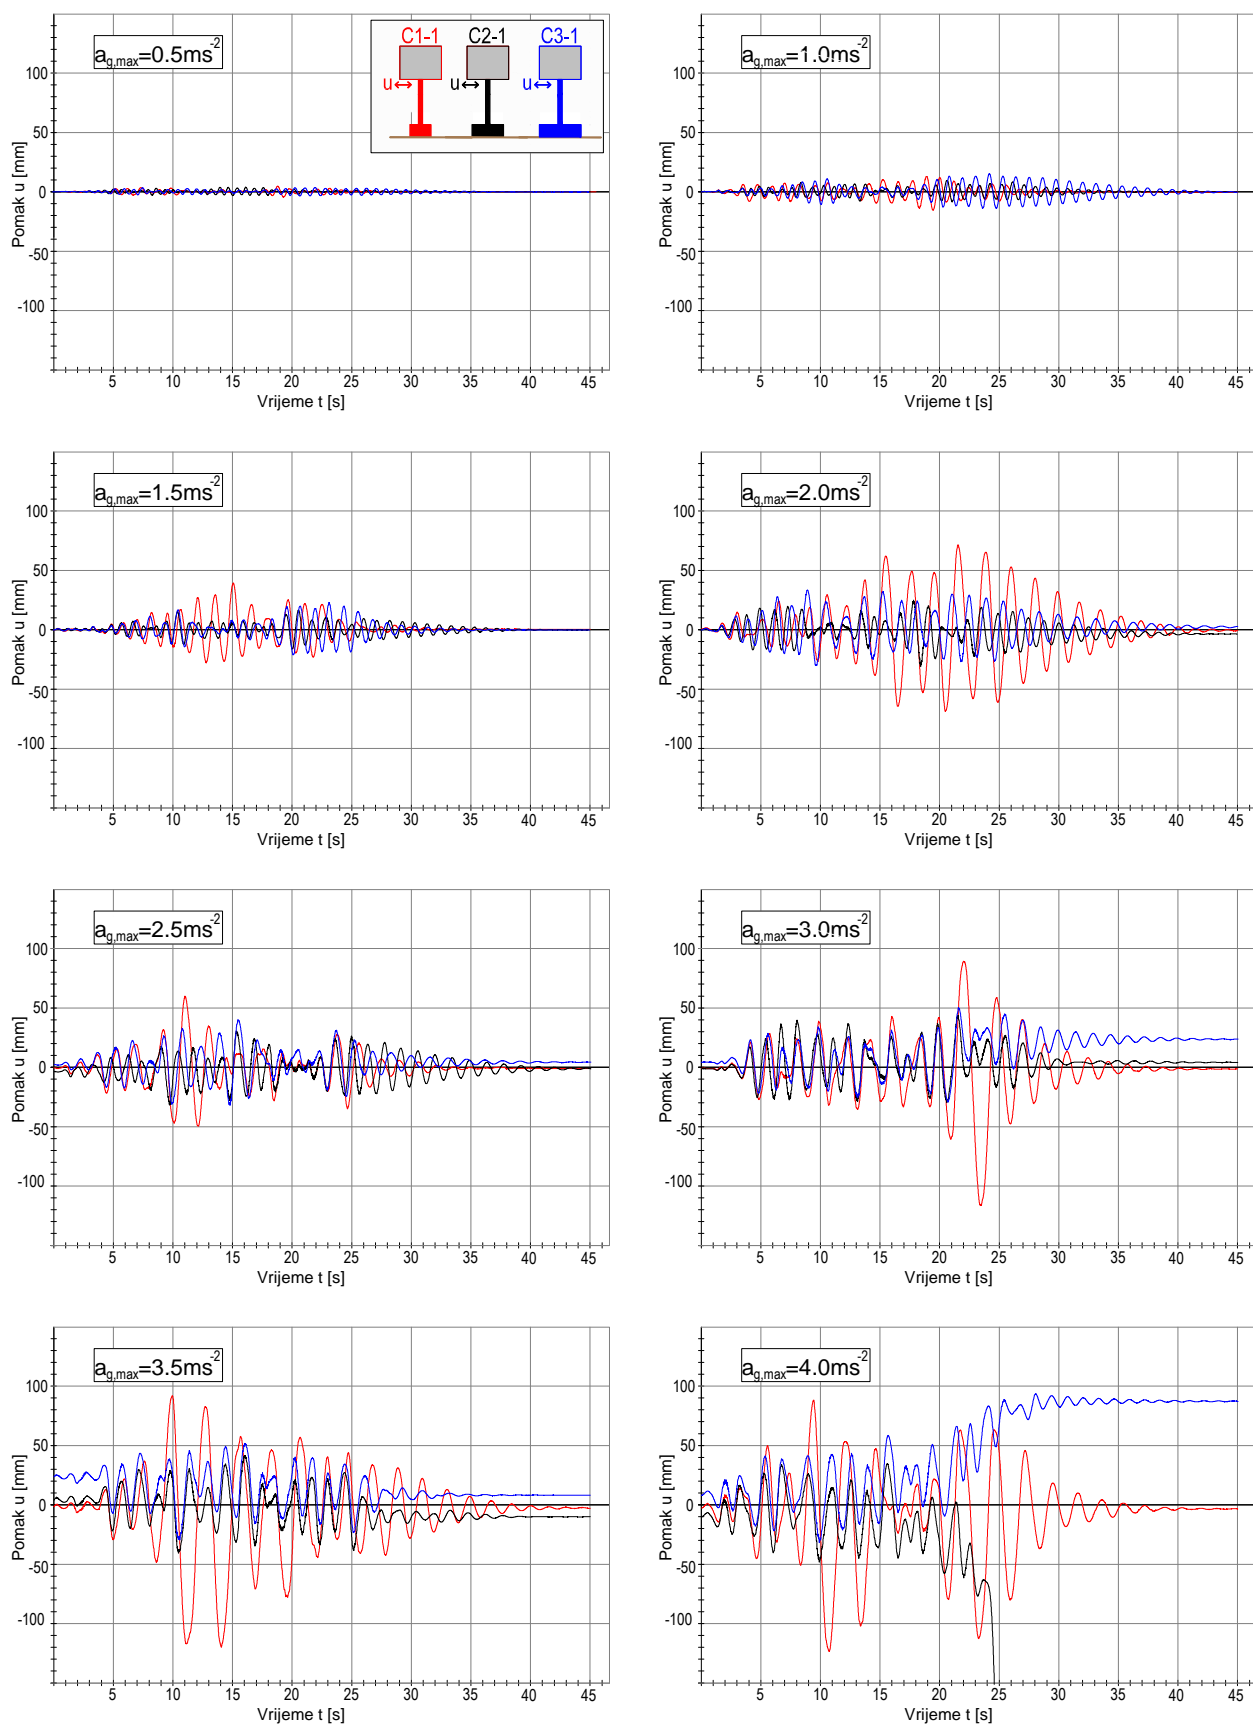 a_g,max=0.5ms^-2
C1-1 C2-1 C3-1
u u u
100
50
0
-50
-100
Pomak u [mm]
5 10 15 20 25 30 35 40 45
Vrijeme t [s]
a_g,max=1.0ms^-2
100
50
0
-50
-100
Pomak u [mm]
5 10 15 20 25 30 35 40 45
Vrijeme t [s]
a_g,max=1.5ms^-2
100
50
0
-50
-100
Pomak u [mm]
5 10 15 20 25 30 35 40 45
Vrijeme t [s]
a_g,max=2.0ms^-2
100
50
0
-50
-100
Pomak u [mm]
5 10 15 20 25 30 35 40 45
Vrijeme t [s]
a_g,max=2.5ms^-2
100
50
0
-50
-100
Pomak u [mm]
5 10 15 20 25 30 35 40 45
Vrijeme t [s]
a_g,max=3.0ms^-2
100
50
0
-50
-100
Pomak u [mm]
5 10 15 20 25 30 35 40 45
Vrijeme t [s]
a_g,max=3.5ms^-2
100
50
0
-50
-100
Pomak u [mm]
5 10 15 20 25 30 35 40 45
Vrijeme t [s]
a_g,max=4.0ms^-2
100
50
0
-50
-100
Pomak u [mm]
5 10 15 20 25 30 35 40 45
Vrijeme t [s]